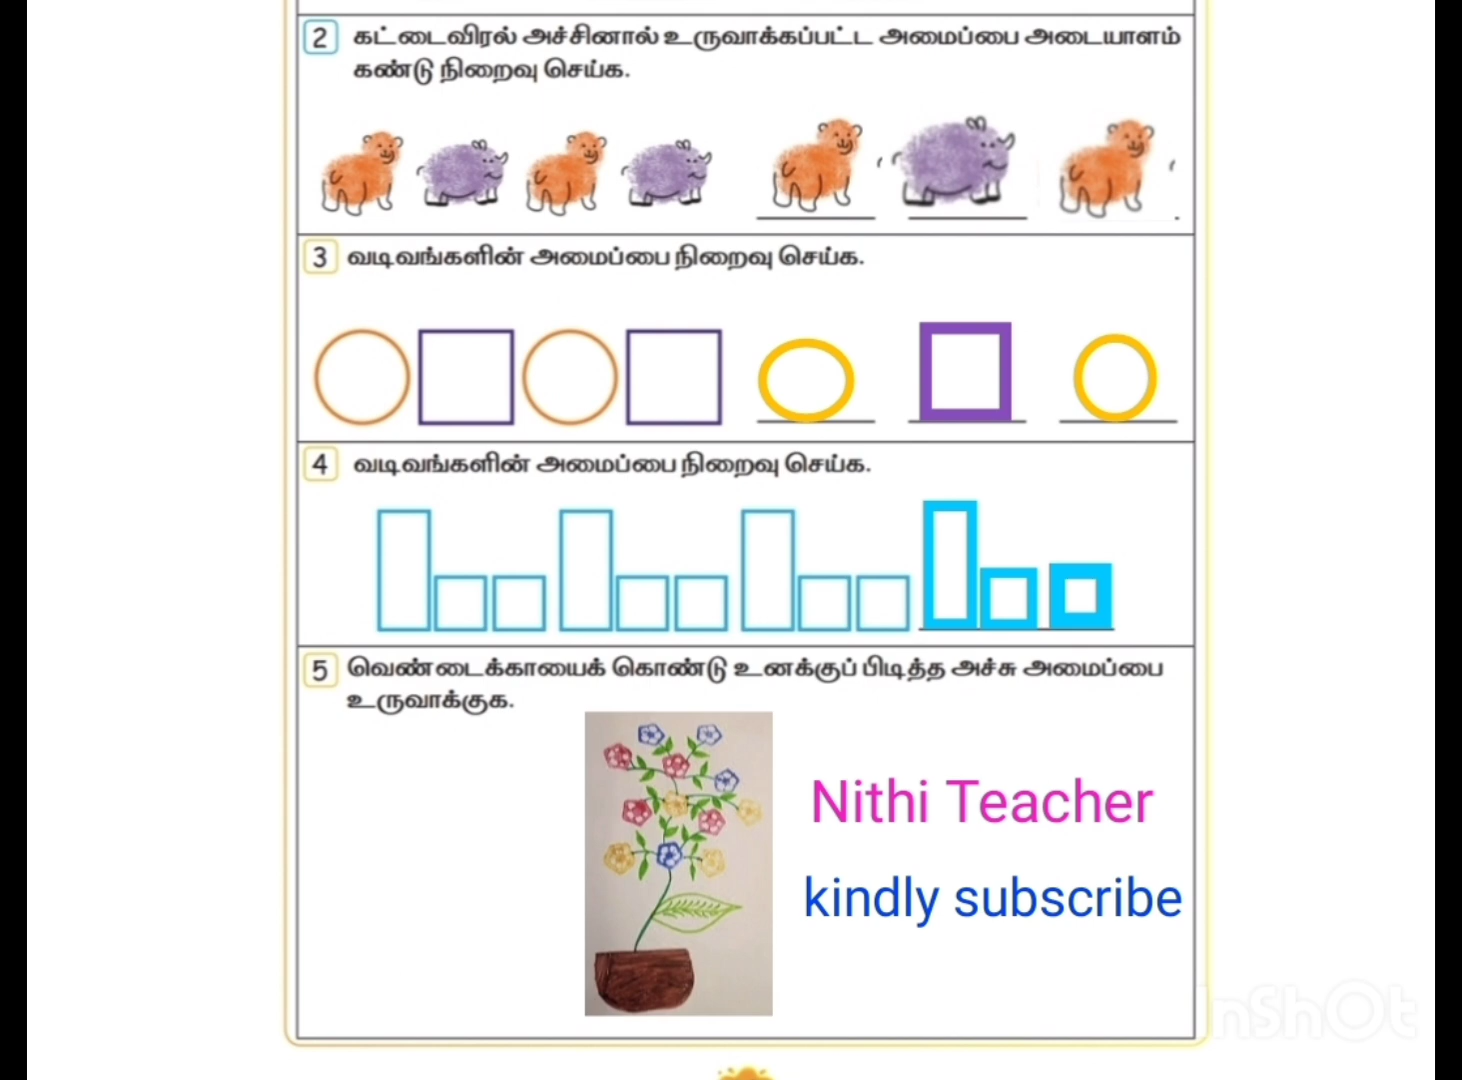 2 கட்டைவிரல் அச்சினால் உருவாக்கப்பட்ட அமைப்பை அடையாளம்
கண்டு நிறைவு செய்க.
3 வடிவங்களின் அமைப்பை நிறைவு செய்க.
4 வடிவங்களின் அமைப்பை நிறைவு செய்க.
5 வெண்டைக்காயைக் கொண்டு உனக்குப் பிடித்த அச்சு அமைப்பை
உருவாக்குக.
Nithi Teacher
kindly subscribe
InShOt